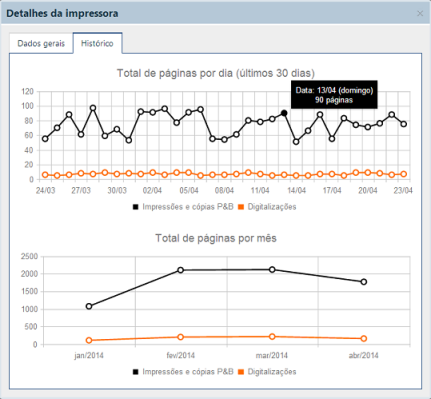 Detalhes da impressora
Dados gerais
Histórico
Total de páginas por dia (últimos 30 dias)
Data: 13/04 (domingo)
90 páginas
120
100
80
60
40
20
0
24/03 27/03 30/03 02/04 05/04 08/04 11/04 14/04 17/04 20/04 23/04
Impressões e cópias P&B Digitalizações
Total de páginas por mês
2500
2000
1500
1000
500
0
jan/2014 fev/2014 mar/2014 abr/2014
Impressões e cópias P&B Digitalizações